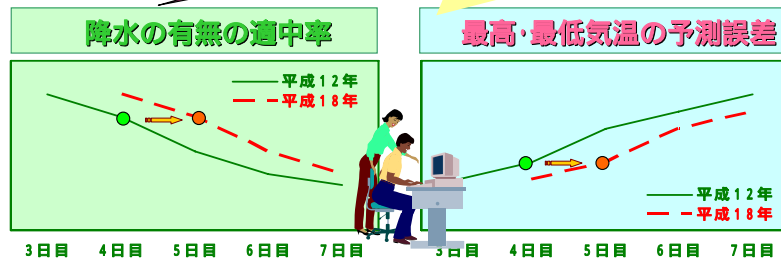 降水の有無の適中率
平成12年
平成18年
3日目 4日目 5日目 6日目 7日目
最高・最低気温の予測誤差
平成12年
平成18年
3日目 4日目 5日目 6日目 7日目